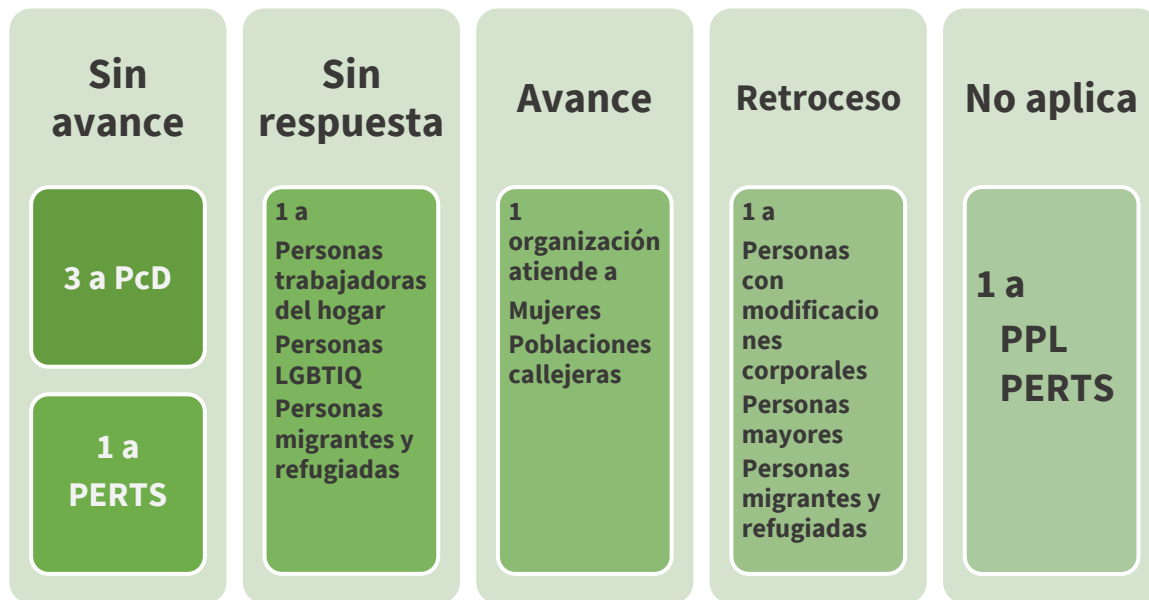 Sin
avance
3 a PcD
1 a
PERTS
Sin
respuesta
1 a
Personas
trabajadoras
del hogar
Personas
LGBTIQ
Personas
migrantes y
refugiadas
Avance
1
organización
atiende a
Mujeres
Poblaciones
callejeras
Retroceso
1 a
Personas
con
modificacio
nes
corporales
Personas
mayores
Personas
migrantes y
refugiadas
No aplica
1 a
PPL
PERTS